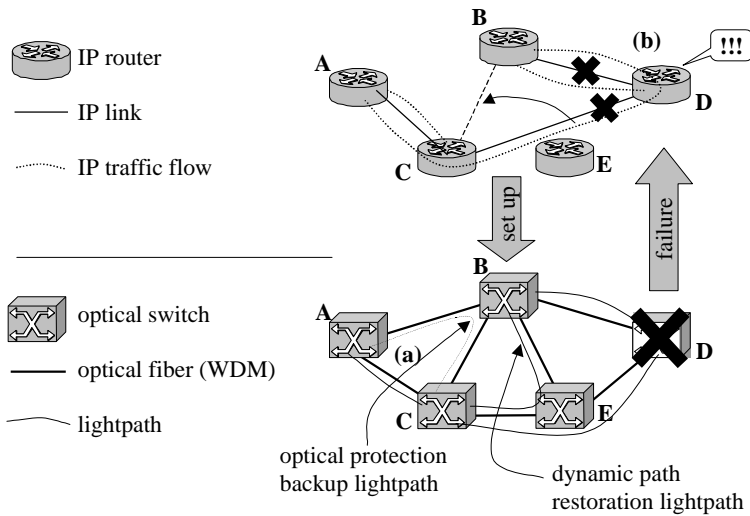 B
(b)
!!!
IP router
A
IP link
D
IP traffic flow
C
E
set up
failure
B
optical switch
A
(a)
D
optical fiber (WDM)
C
E
lightpath
optical protection
backup lightpath
dynamic path
restoration lightpath